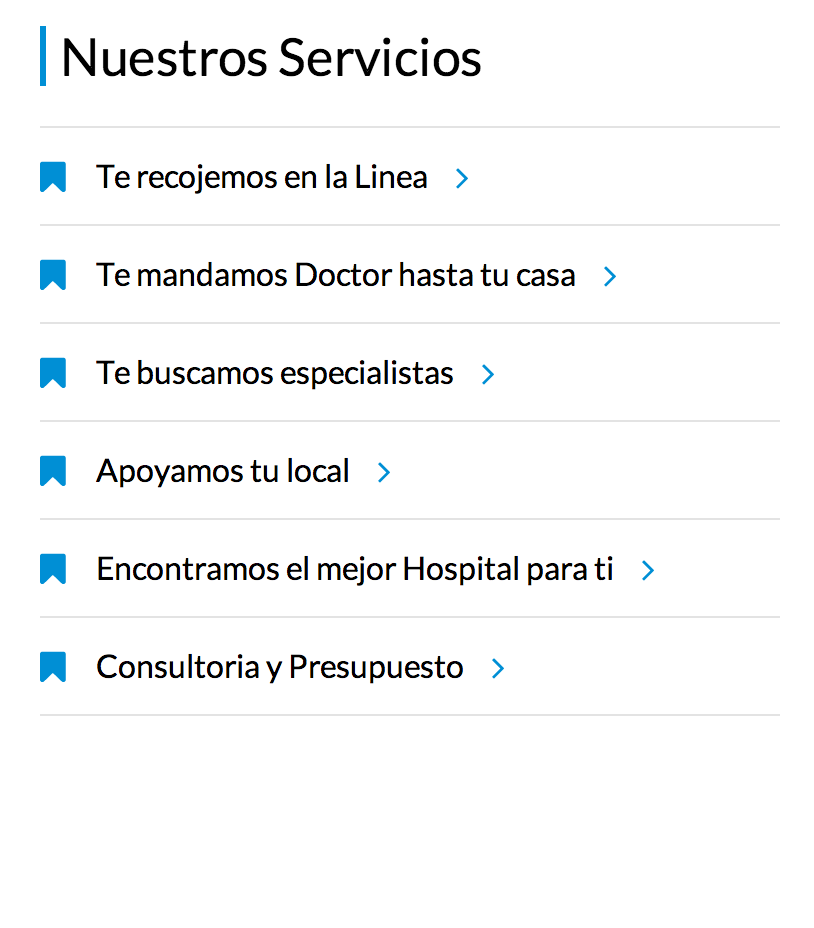 Nuestros Servicios
Te recojemos en la Linea
Te mandamos Doctor hasta tu casa
Te buscamos especialistas
Apoyamos tu local
Encontramos el mejor Hospital para ti
Consultoria y Presupuesto